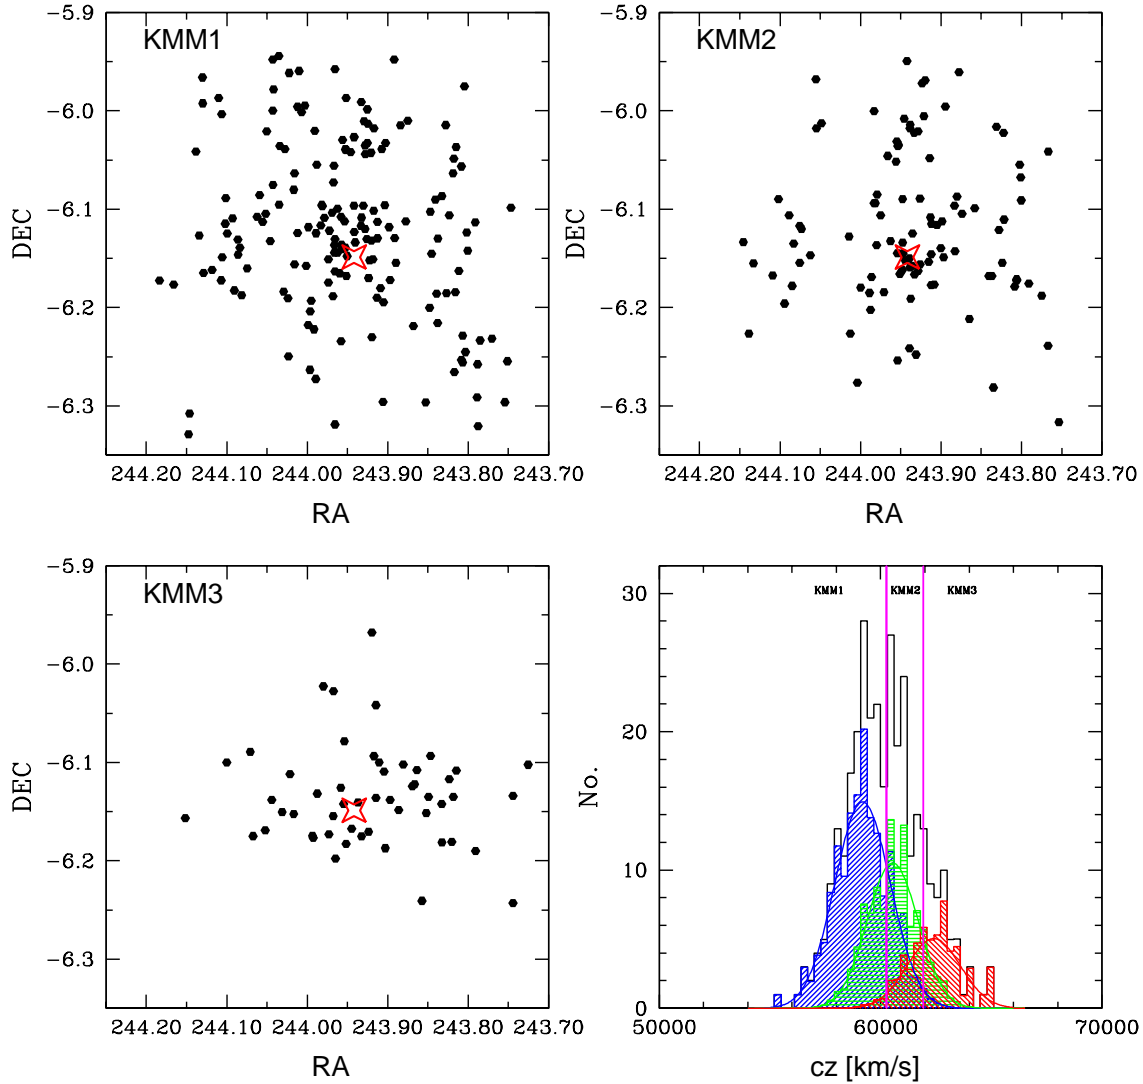 −5.9
KMM1
−6.0
−6.1
−6.2
−6.3
DEC
244.20 244.10 244.00 243.90 243.80 243.70
RA
−5.9
KMM2
−6.0
−6.1
−6.2
−6.3
DEC
244.20 244.10 244.00 243.90 243.80 243.70
RA
−5.9
KMM3
−6.0
−6.1
−6.2
−6.3
DEC
244.20 244.10 244.00 243.90 243.80 243.70
RA
30
KMM1 KMM2 KMM3
20
10
0
No.
50000 60000 70000
cz [km/s]